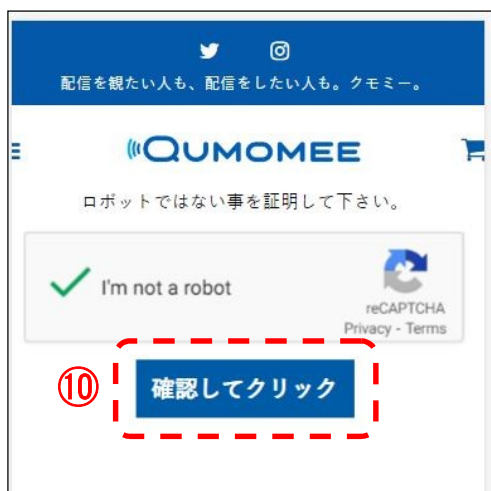 配信を観たい人も、配信をしたい人も。クモミー。
QUMOMEE
ロボットではない事を証明して下さい。
I'm not a robot
reCAPTCHA
Privacy - Terms
⑩
確認してクリック